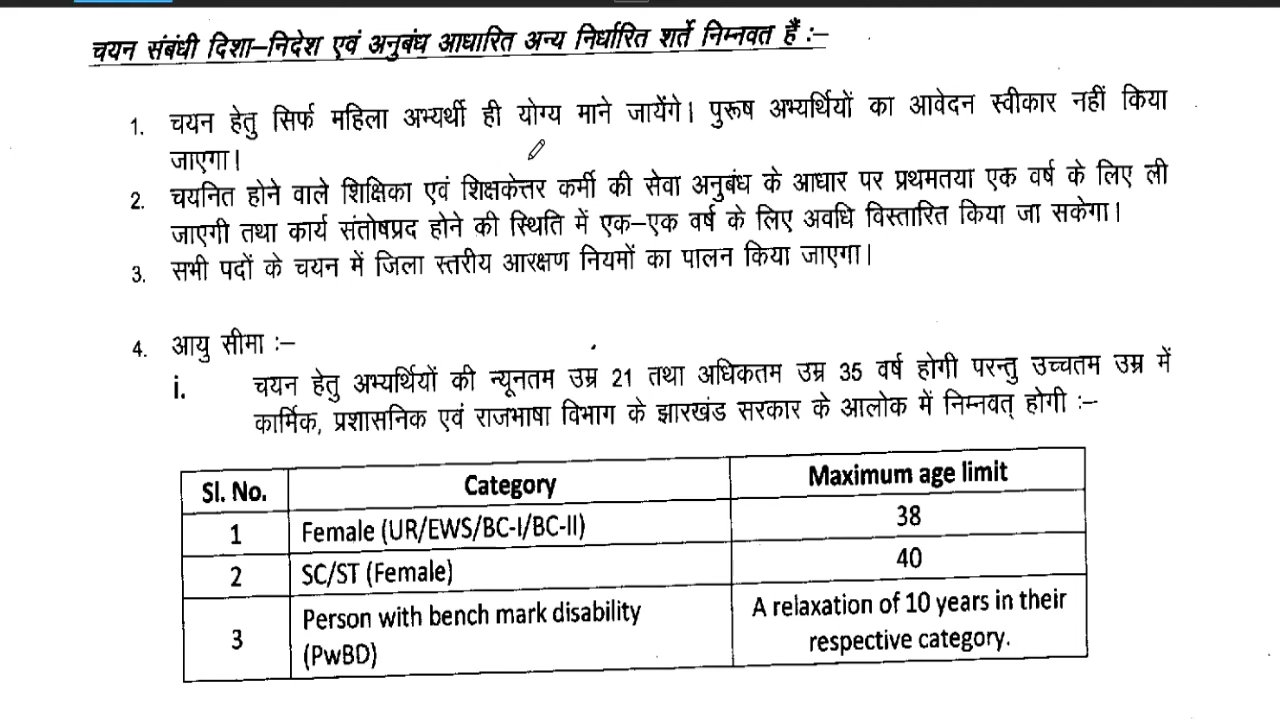 चयन संबंधी दिशा–निदेश एवं अनुबंध आधारित अन्य निर्धारित शर्ते निम्नवत हैं :–
1. चयन हेतु सिर्फ महिला अभ्यर्थी ही योग्य माने जायेंगे। पुरूष अभ्यर्थियों का आवेदन स्वीकार नहीं किया
जाएगा।
2. चयनित होने वाले शिक्षिका एवं शिक्षकेत्तर कर्मी की सेवा अनुबंध के आधार पर प्रथमतया एक वर्ष के लिए ली
जाएगी तथा कार्य संतोषप्रद होने की स्थिति में एक–एक वर्ष के लिए अवधि विस्तारित किया जा सकेगा।
3. सभी पदों के चयन में जिला स्तरीय आरक्षण नियमों का पालन किया जाएगा।
4. आयु सीमा :–
i. चयन हेतु अभ्यर्थियों की न्यूनतम उम्र 21 तथा अधिकतम उम्र 35 वर्ष होगी परन्तु उच्चतम उम्र में
कार्मिक, प्रशासनिक एवं राजभाषा विभाग के झारखंड सरकार के आलोक में निम्नवत् होगी :–
Sl. No. Category Maximum age limit
1 Female (UR/EWS/BC-I/BC-II) 38
2 SC/ST (Female) 40
3 Person with bench mark disability (PwBD) A relaxation of 10 years in their respective category.